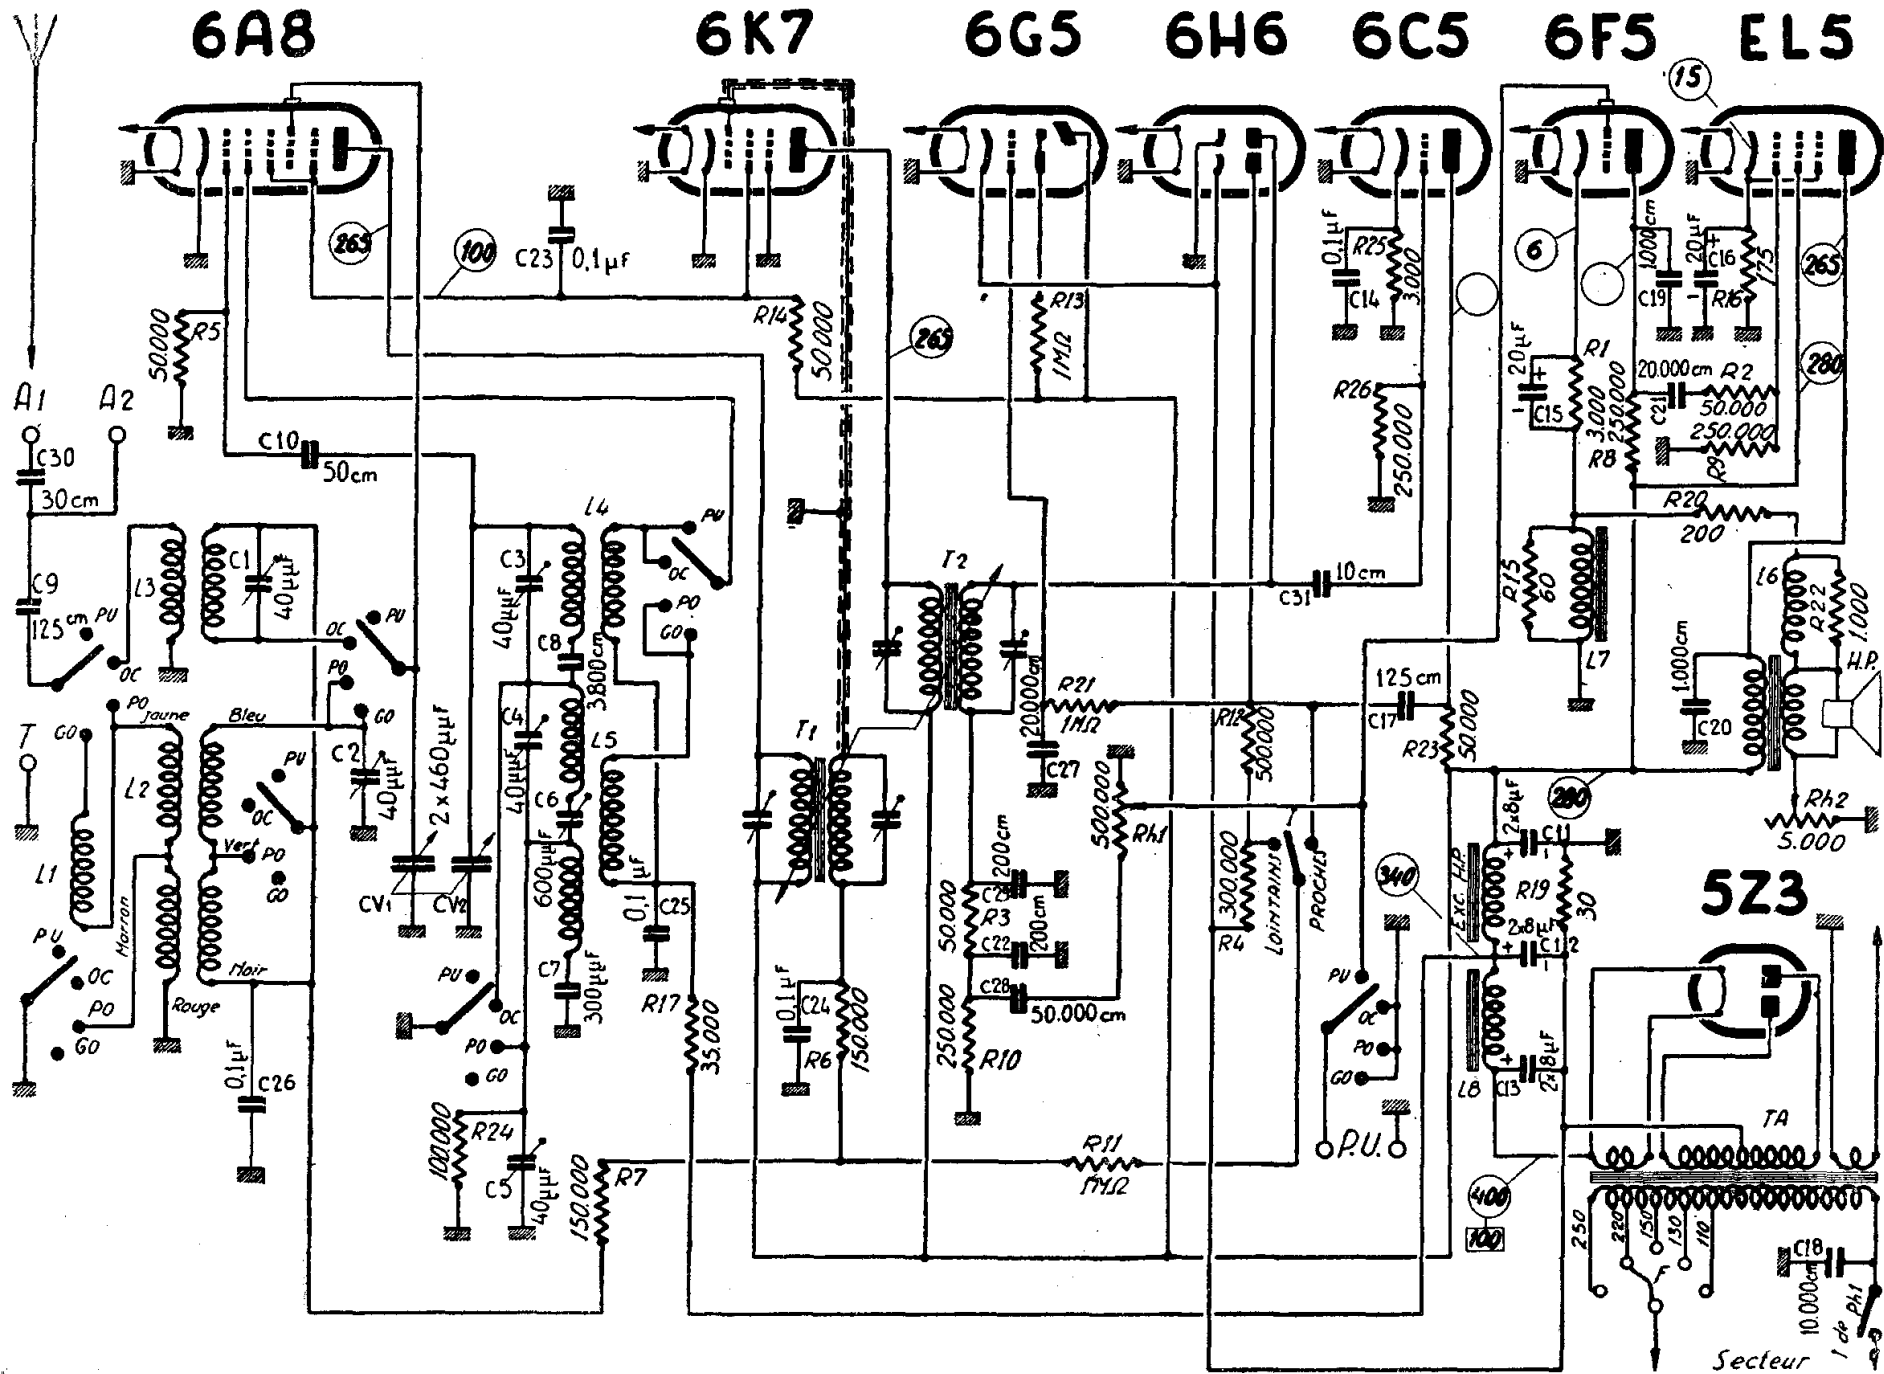 6A8
6K7
6G5
6H6
6C5
6F5
EL5
15
265
100
C23 0,1µF
R5
50.000
R14
50.000
265
R13
1MΩ
0,1µF
C14
R25
3.000
6
1.000cm
C19
20µF
+
C16
-
R16
175
265
280
A1
A2
C30
30cm
C10
50cm
R26
250.000
20µF
+
-
C15
R1
3.000
250.000
R8
20.000cm
C21
R2
50.000
250.000
R9
R20
200
C9
125cm
PU
OC
L3
C1
40µµF
PU
OC
PO
GO
C3
40µµF
C8
3.800cm
L4
PU
OC
PO
GO
T2
C31
10cm
R15
60
L7
L6
R22
1.000
H.P.
1.000cm
C20
T
PO
GO
Jaune
Bleu
L2
L1
Marron
Vert
PU
OC
PO
GO
Noir
Rouge
C2
40µµF
2x460µµF
CV1
CV2
C4
40µµF
L5
C6
600µµF
C7
300µµF
0,1µF
C25
T1
20.000cm
C27
R21
1MΩ
R12
500.000
C17
125cm
R23
50.000
500.000
Rh1
300.000
R4
LOINTAINS
PROCHES
280
2x8µF
+
C11
-
Exc. H.P.
R19
30
340
2x8µF
+
C12
-
Rh2
5.000
5Z3
PU
OC
PO
GO
0,1µF
C26
PU
OC
PO
GO
100.000
R24
C5
40µµF
R17
35.000
0,1µF
C24
R6
150.000
200cm
C29
50.000
R3
C22
200cm
C28
50.000cm
250.000
R10
PU
OC
PO
GO
P.U.
L8
+
C13
2x8µF
TA
150.000
R7
R11
1MΩ
400
100
250
220
150
130
110
F
C18
10.000cm
1 de Ph1
Secteur